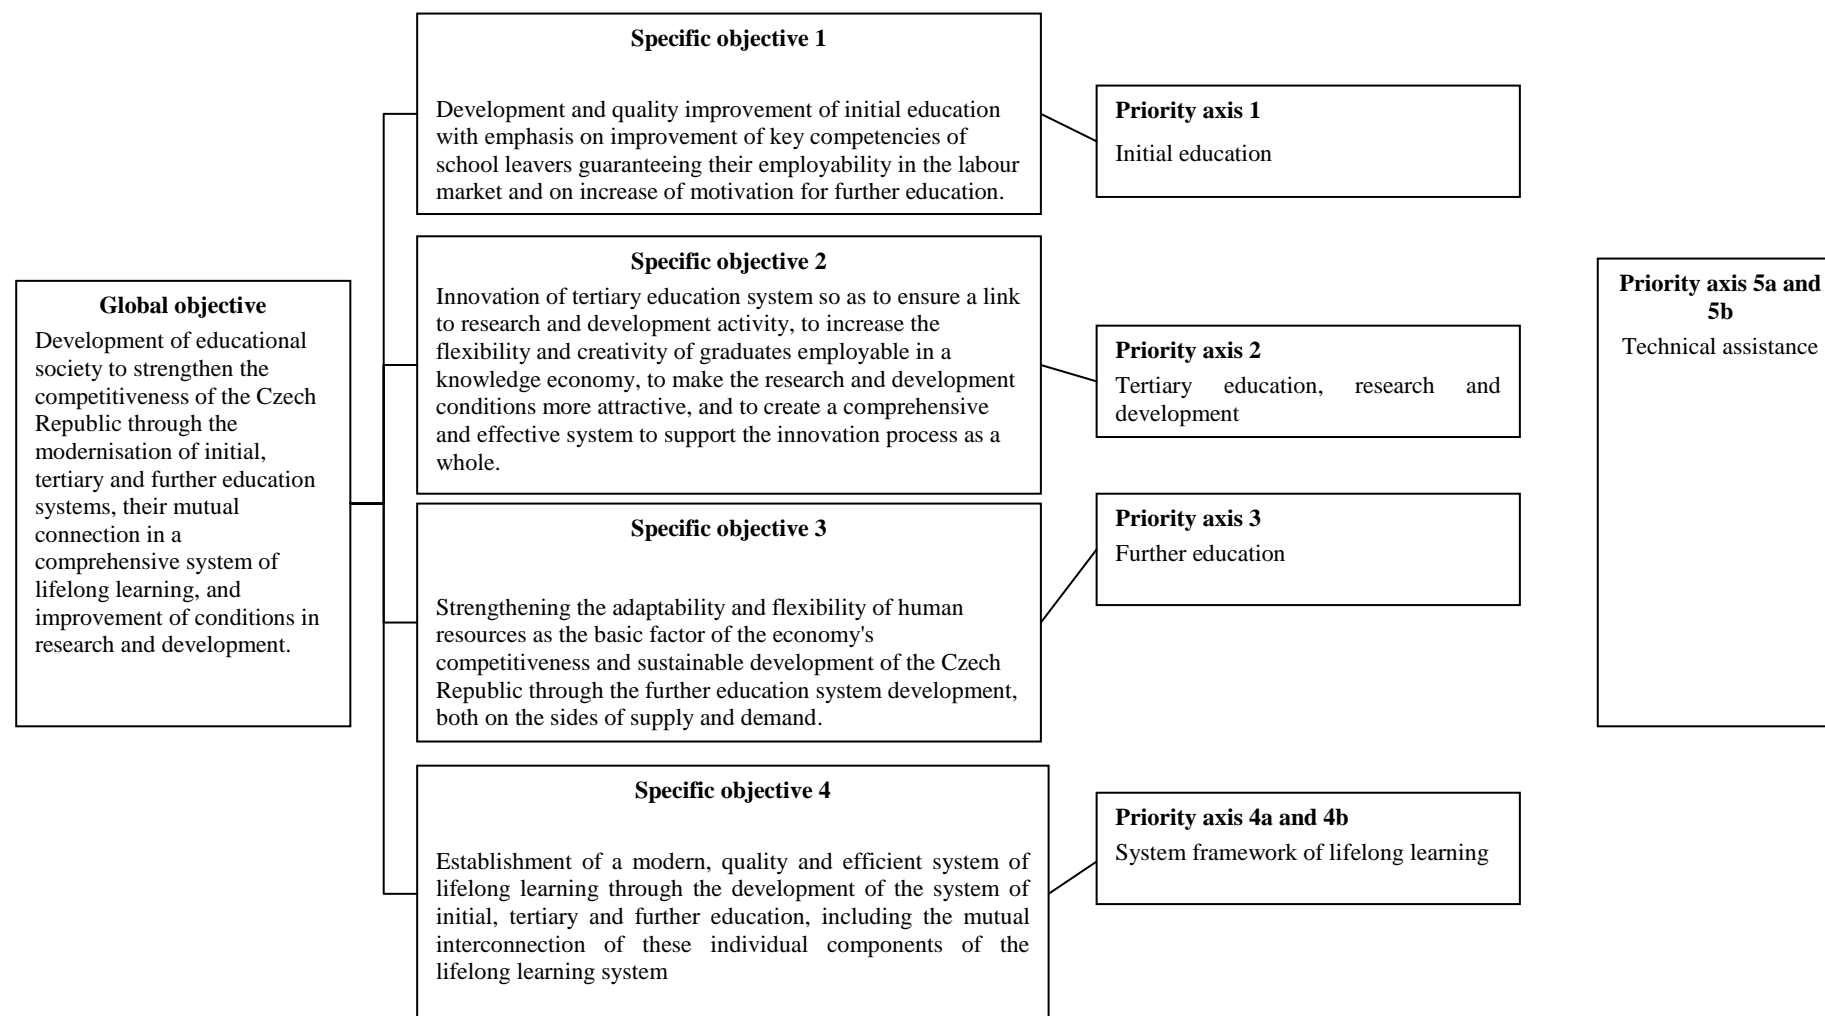 Global objective
Development of educational
society to strengthen the
competitiveness of the Czech
Republic through the
modernisation of initial,
tertiary and further education
systems, their mutual
connection in a
comprehensive system of
lifelong learning, and
improvement of conditions in
research and development.
Specific objective 1
Development and quality improvement of initial education
with emphasis on improvement of key competencies of
school leavers guaranteeing their employability in the labour
market and on increase of motivation for further education.
Priority axis 1
Initial education
Specific objective 2
Innovation of tertiary education system so as to ensure a link
to research and development activity, to increase the
flexibility and creativity of graduates employable in a
knowledge economy, to make the research and development
conditions more attractive, and to create a comprehensive
and effective system to support the innovation process as a
whole.
Priority axis 2
Tertiary education, research and
development
Specific objective 3
Strengthening the adaptability and flexibility of human
resources as the basic factor of the economy's
competitiveness and sustainable development of the Czech
Republic through the further education system development,
both on the sides of supply and demand.
Priority axis 3
Further education
Specific objective 4
Establishment of a modern, quality and efficient system of
lifelong learning through the development of the system of
initial, tertiary and further education, including the mutual
interconnection of these individual components of the
lifelong learning system
Priority axis 4a and 4b
System framework of lifelong learning
Priority axis 5a and
5b
Technical assistance